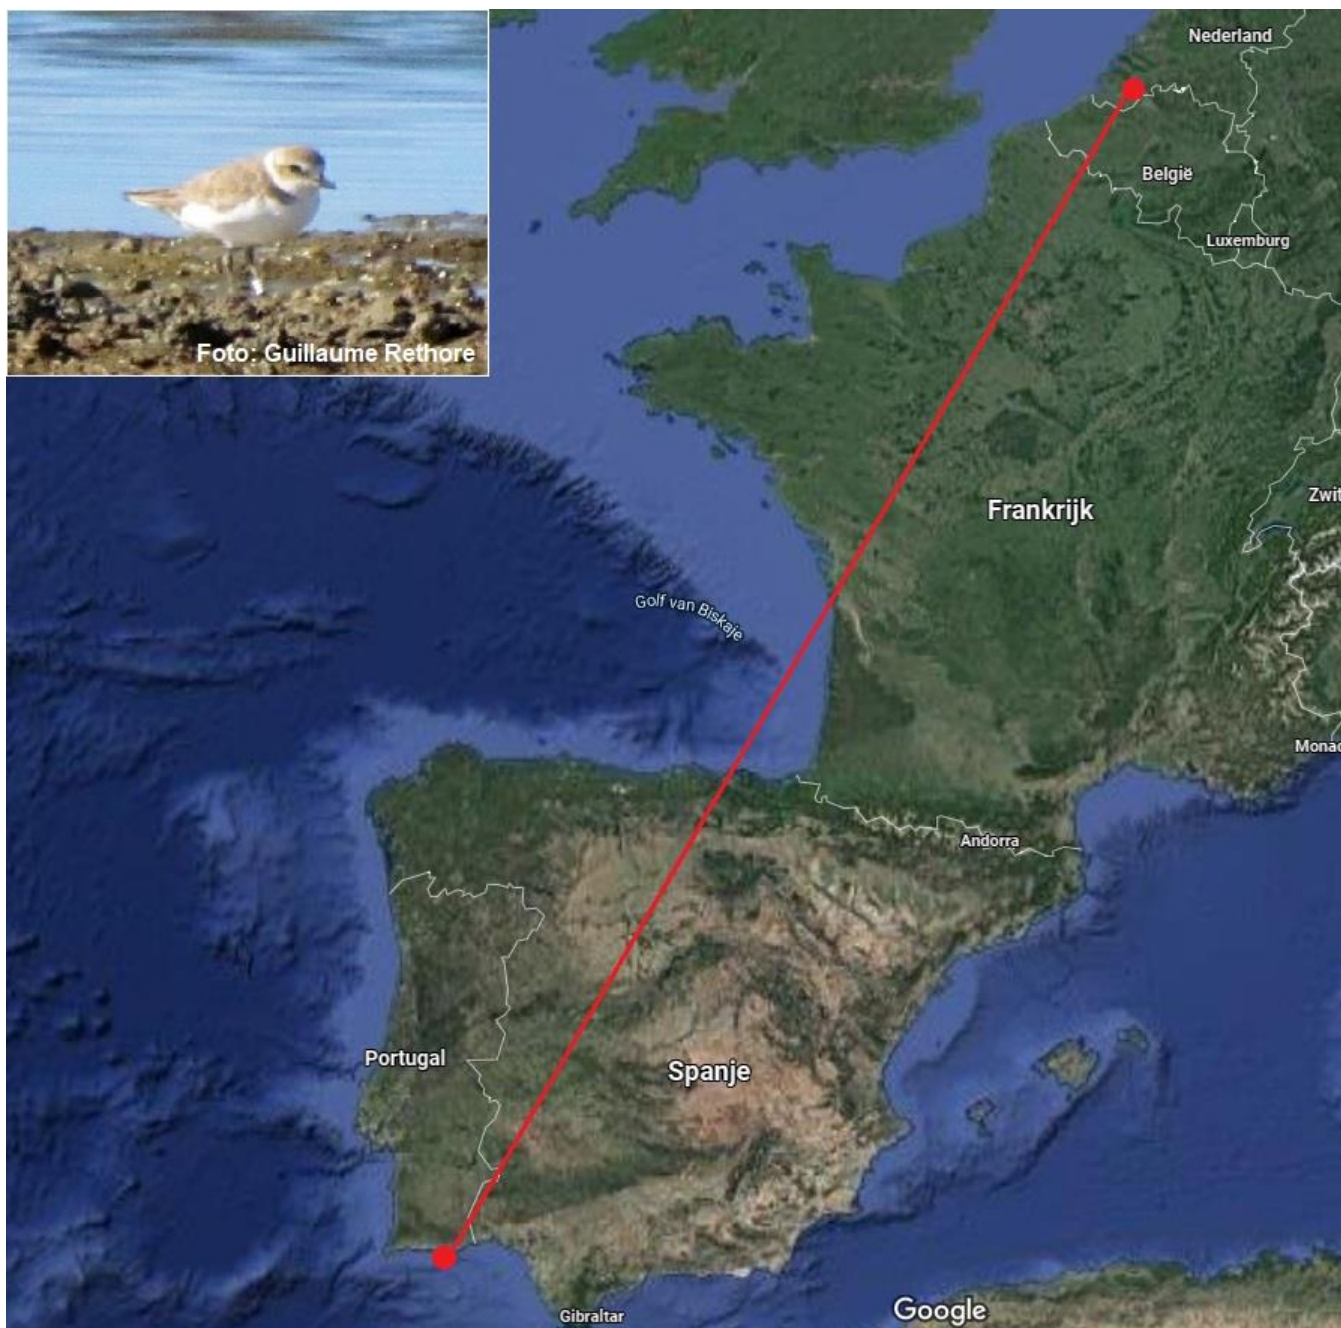 Nederland
België
Luxemburg
Foto: Guillaume Rethore
Zwit
Frankrijk
Golf van Biskaje
Monac
Andorra
Portugal
Spanje
Google
Gibraltar